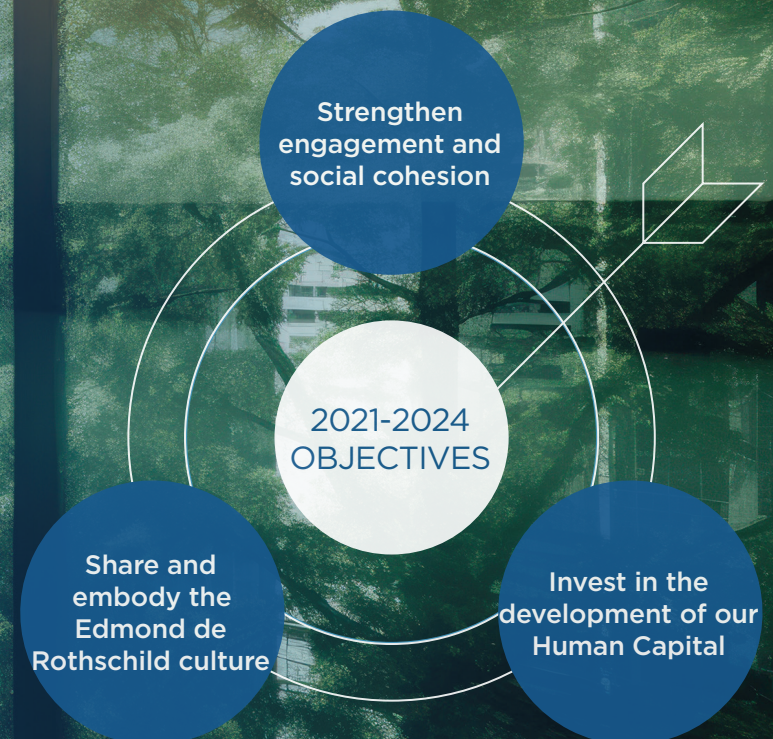 Strengthen
engagement and
social cohesion
2021-2024
OBJECTIVES
Share and
embody the
Edmond de
Rothschild culture
Invest in the
development of our
Human Capital